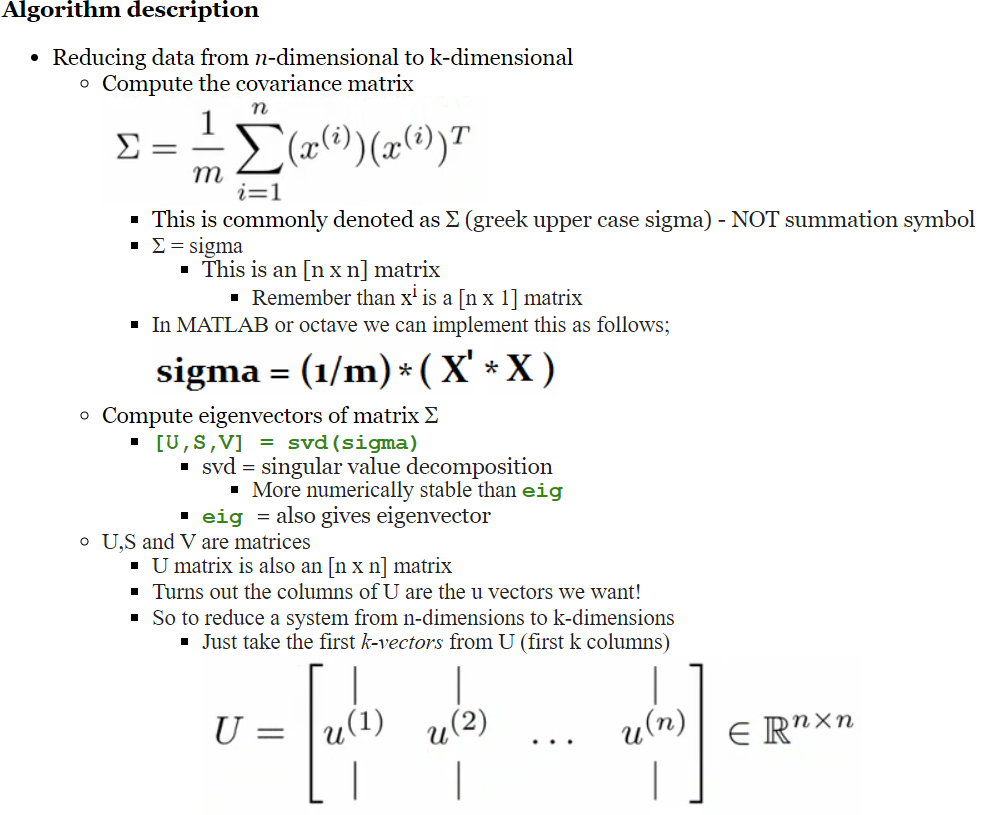 Algorithm description
• Reducing data from n-dimensional to k-dimensional
◦ Compute the covariance matrix
Σ = \frac{1}{m} \sum_{i=1}^{n} (x^{(i)})(x^{(i)})^T
▪ This is commonly denoted as Σ (greek upper case sigma) - NOT summation symbol
▪ Σ = sigma
▪ This is an [n x n] matrix
▪ Remember than x^i is a [n x 1] matrix
▪ In MATLAB or octave we can implement this as follows;
sigma = (1/m) * ( X' * X )
◦ Compute eigenvectors of matrix Σ
▪ [U,S,V] = svd(sigma)
▪ svd = singular value decomposition
▪ More numerically stable than eig
▪ eig = also gives eigenvector
◦ U,S and V are matrices
▪ U matrix is also an [n x n] matrix
▪ Turns out the columns of U are the u vectors we want!
▪ So to reduce a system from n-dimensions to k-dimensions
▪ Just take the first k-vectors from U (first k columns)
U = \begin{bmatrix} | & | & & | \\ u^{(1)} & u^{(2)} & \ldots & u^{(n)} \\ | & | & & | \end{bmatrix} ∈ ℝ^{n×n}